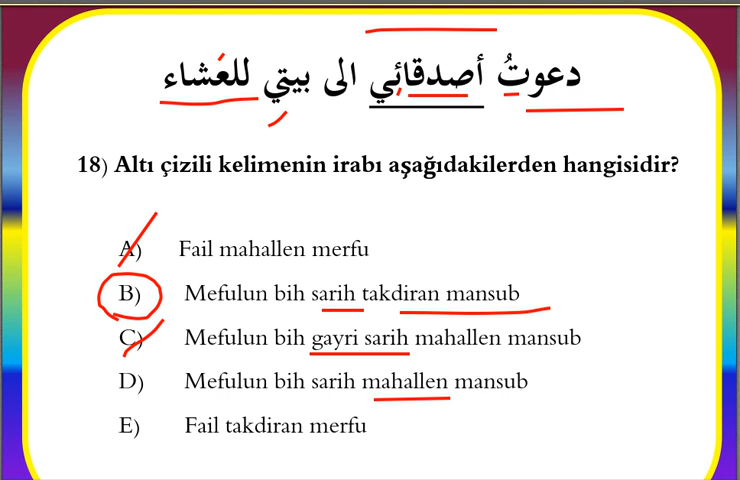 دعوتُ أصدقائي الى بيتي للعَشاء
18) Altı çizili kelimenin irabı aşağıdakilerden hangisidir?
A) Fail mahallen merfu
B) Mefulun bih sarih takdiran mansub
C) Mefulun bih gayri sarih mahallen mansub
D) Mefulun bih sarih mahallen mansub
E) Fail takdiran merfu